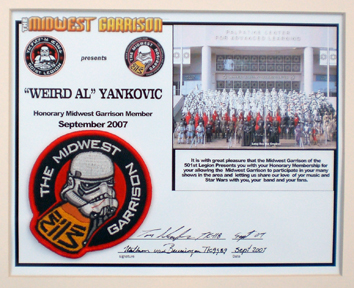 THE MIDWEST GARRISON
presents
"WEIRD AL" YANKOVIC
Honorary Midwest Garrison Member
September 2007
It is with great pleasure that the Midwest Garrison of the
501st Legion Presents you with your Honorary Membership for
your allowing the Midwest Garrison to participate in your many
shows in the area and letting us share our love of yor music and
Star Wars with you, your band and your fans.
THE MIDWEST
GARRISON
signature
Sept 2007
date